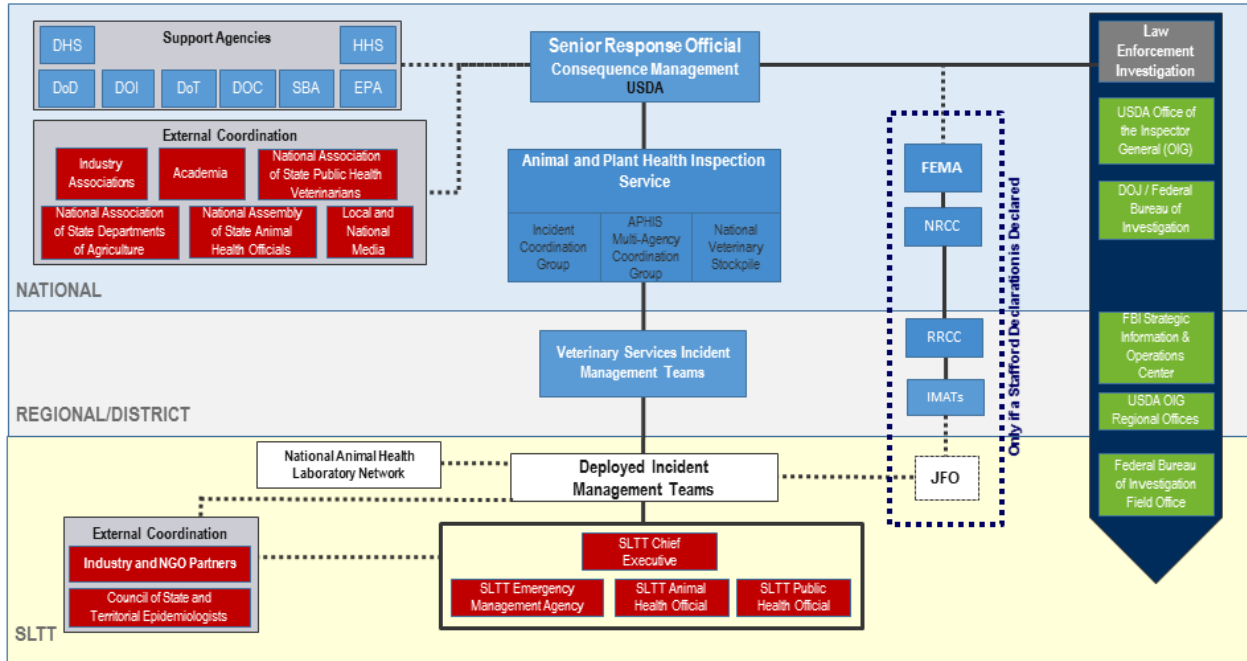 Support Agencies
DHS
HHS
DoD
DOI
DoT
DOC
SBA
EPA
External Coordination
Industry
Associations
Academia
National Association
of State Public Health
Veterinarians
National Association
of State Departments
of Agriculture
National Assembly
of State Animal
Health Officials
Local and
National
Media
Senior Response Official
Consequence Management
USDA
Animal and Plant Health Inspection
Service
Incident
Coordination
Group
APHIS
Multi-Agency
Coordination
Group
National
Veterinary
Stockpile
FEMA
NRCC
RRCC
IMATs
JFO
Only if a Stafford Declaration is Declared
Law
Enforcement
Investigation
USDA Office of
the Inspector
General (OIG)
DOJ / Federal
Bureau of
Investigation
FBI Strategic
Information &
Operations
Center
USDA OIG
Regional Offices
Federal Bureau
of Investigation
Field Office
NATIONAL
Veterinary Services Incident
Management Teams
REGIONAL/DISTRICT
National Animal Health
Laboratory Network
Deployed Incident
Management Teams
External Coordination
Industry and NGO Partners
Council of State and
Territorial Epidemiologists
SLTT Chief
Executive
SLTT Emergency
Management Agency
SLTT Animal
Health Official
SLTT Public
Health Official
SLTT